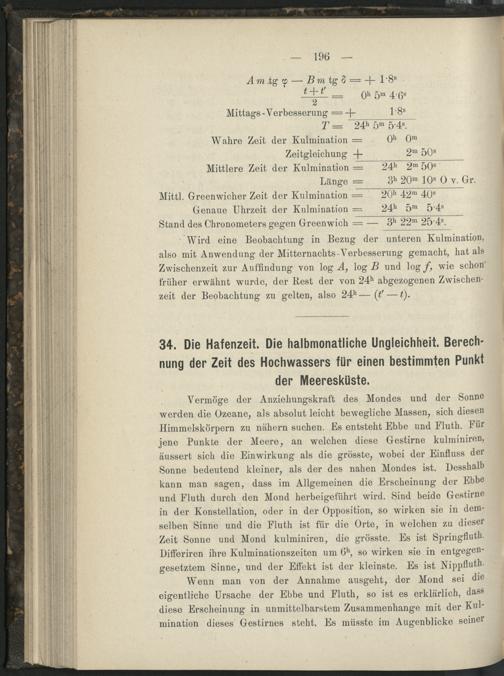 — 196 —
A m tg φ — B m tg δ = + 1·8ˢ
(t + t′)/2 = 0ʰ 5ᵐ 4·6ˢ
Mittags-Verbesserung = + 1·8ˢ
T = 24ʰ 5ᵐ 5·4ˢ.
Wahre Zeit der Kulmination = 0ʰ 0ᵐ
Zeitgleichung + 2ᵐ 50ˢ
Mittlere Zeit der Kulmination = 24ʰ 2ᵐ 50ˢ
Länge = 3ʰ 20ᵐ 10ˢ O v. Gr.
Mittl. Greenwicher Zeit der Kulmination = 20ʰ 42ᵐ 40ˢ
Genaue Uhrzeit der Kulmination = 24ʰ 5ᵐ 5·4ˢ
Stand des Chronometers gegen Greenwich = — 3ʰ 22ᵐ 25·4ˢ.
Wird eine Beobachtung in Bezug der unteren Kulmination,
also mit Anwendung der Mitternachts-Verbesserung gemacht, hat als
Zwischenzeit zur Auffindung von log A, log B und log f, wie schon
früher erwähnt wurde, der Rest der von 24ʰ abgezogenen Zwischen-
zeit der Beobachtung zu gelten, also 24ʰ — (t′ — t).
34. Die Hafenzeit. Die halbmonatliche Ungleichheit. Berech-
nung der Zeit des Hochwassers für einen bestimmten Punkt
der Meeresküste.
Vermöge der Anziehungskraft des Mondes und der Sonne
werden die Ozeane, als absolut leicht bewegliche Massen, sich diesen
Himmelskörpern zu nähern suchen. Es entsteht Ebbe und Fluth. Für
jene Punkte der Meere, an welchen diese Gestirne kulminiren,
äussert sich die Einwirkung als die grösste, wobei der Einfluss der
Sonne bedeutend kleiner, als der des nahen Mondes ist. Desshalb
kann man sagen, dass im Allgemeinen die Erscheinung der Ebbe
und Fluth durch den Mond herbeigeführt wird. Sind beide Gestirne
in der Konstellation, oder in der Opposition, so wirken sie in dem-
selben Sinne und die Fluth ist für die Orte, in welchen zu dieser
Zeit Sonne und Mond kulminiren, die grösste. Es ist Springfluth.
Differiren ihre Kulminationszeiten um 6ʰ, so wirken sie in entgegen-
gesetztem Sinne, und der Effekt ist der kleinste. Es ist Nippfluth.
Wenn man von der Annahme ausgeht, der Mond sei die
eigentliche Ursache der Ebbe und Fluth, so ist es erklärlich, dass
diese Erscheinung in unmittelbarstem Zusammenhange mit der Kul-
mination dieses Gestirnes steht. Es müsste im Augenblicke seiner